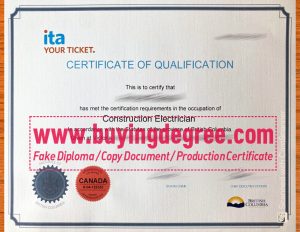 ita
YOUR TICKET.
CERTIFICATE OF QUALIFICATION
This is to certify that
has met the certification requirements in the occupation of
Construction Electrician
www.buyingdegree.com
Fake Diploma / Copy Document / Production Certificate
CANADA
BRITISH
COLUMBIA